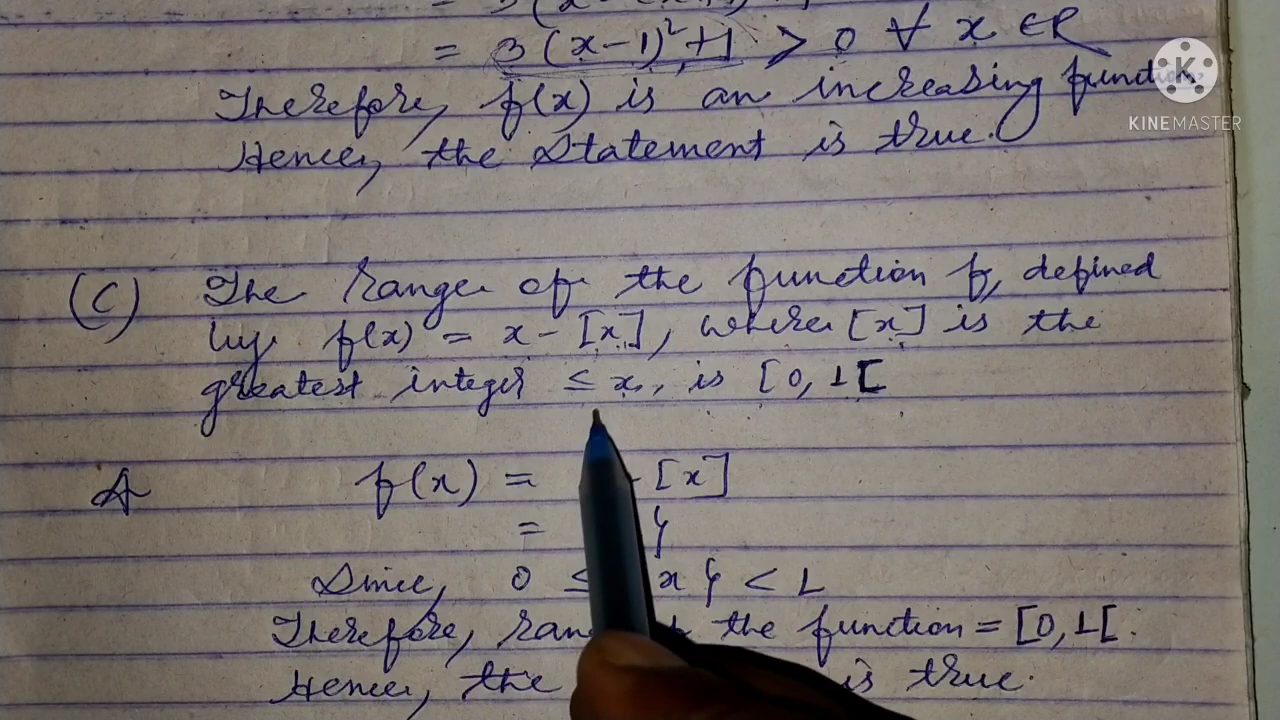 = 3(x-1)²+1 > 0 ∀ x ∈ R
Therefore, f(x) is an increasing
Hence, the Statement is true.
KINEMASTER
(C) The range of the function f, defined
by f(x) = x - [x], where [x] is the
greatest integer ≤ x, is [0, 1[
A f(x) = - [x]
= }
Since, 0 ≤ x } < 1
Therefore, the function = [0, 1[.
Hence, the is true.